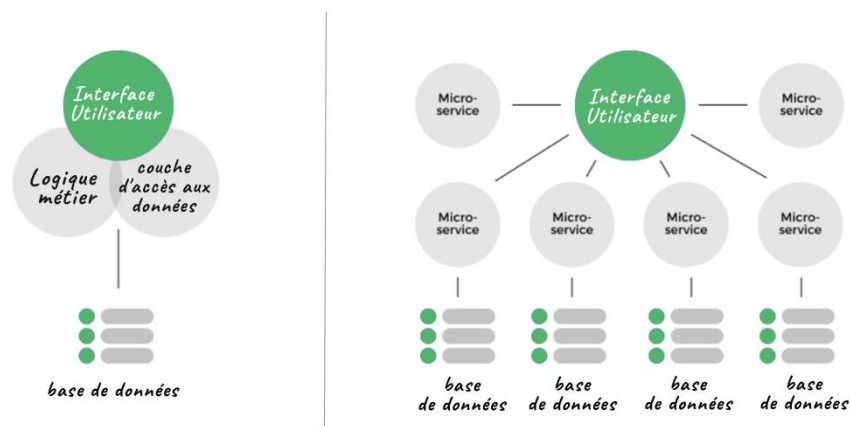 Interface
Utilisateur
Logique
métier
couche
d'accès aux
données
base de données
Micro-
service
Interface
Utilisateur
Micro-
service
Micro-
service
Micro-
service
Micro-
service
Micro-
service
base
de données
base
de données
base
de données
base
de données